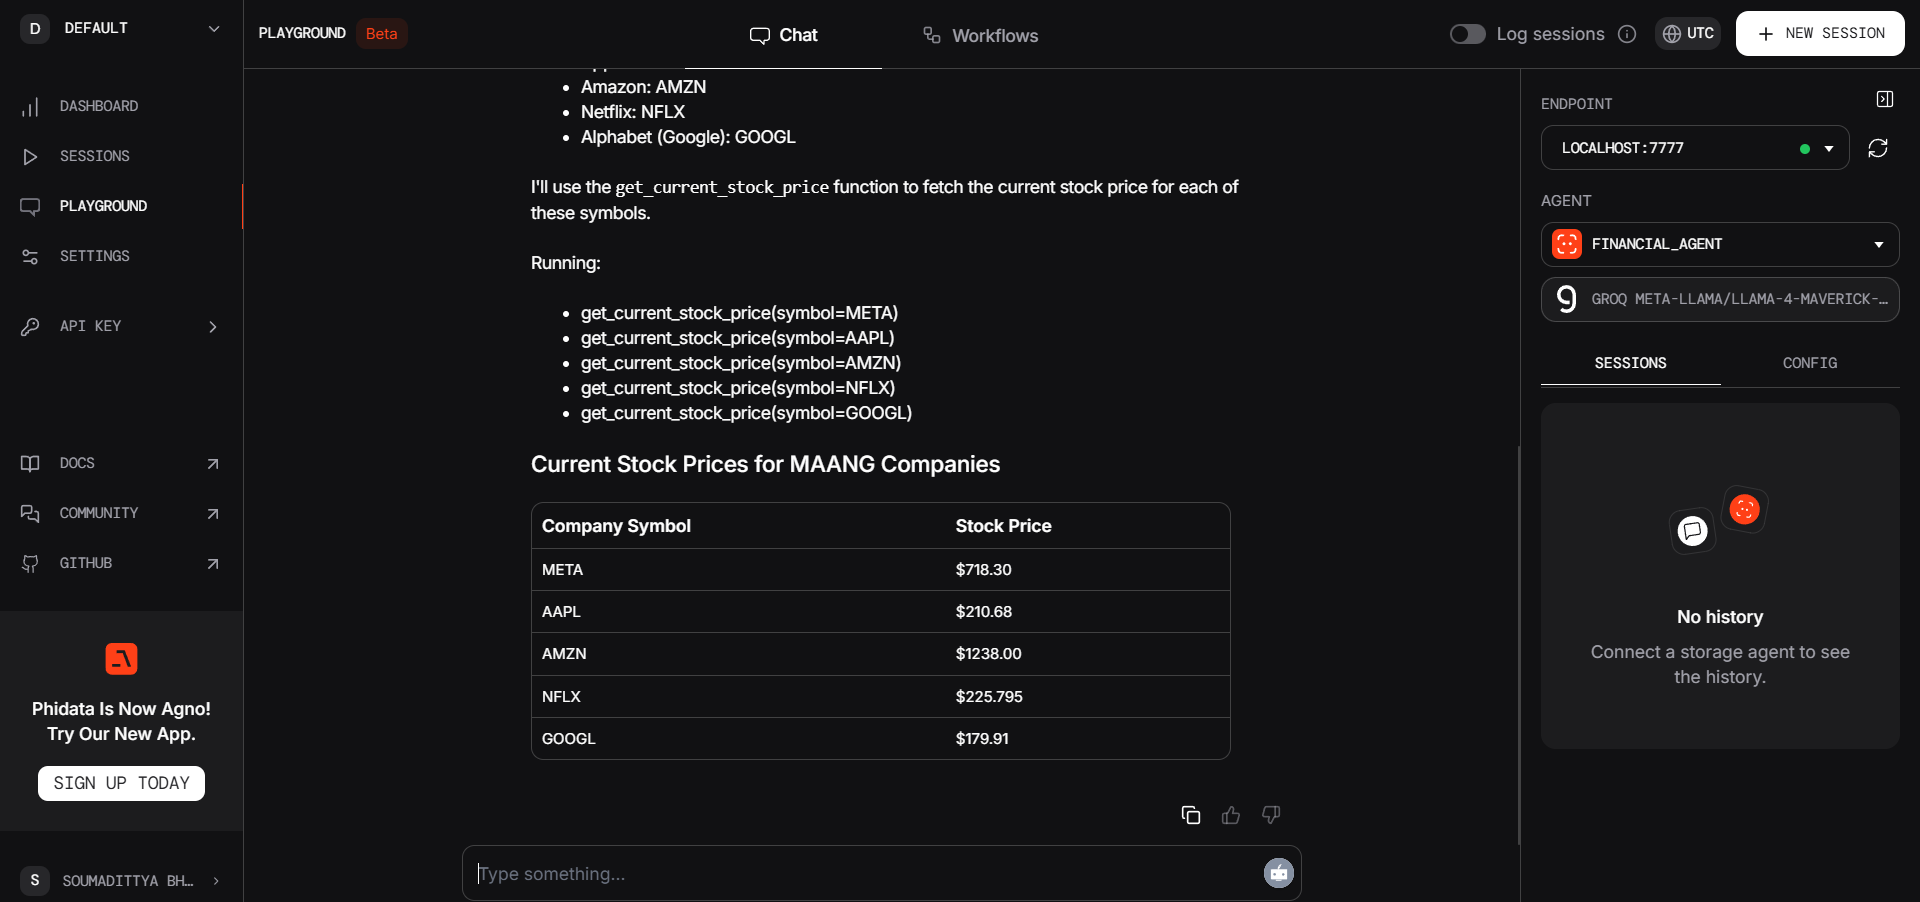 D DEFAULT
DASHBOARD
SESSIONS
PLAYGROUND
SETTINGS
API KEY
DOCS
COMMUNITY
GITHUB
Phidata Is Now Agno!
Try Our New App.
SIGN UP TODAY
S SOUMADITTYA BH...
PLAYGROUND Beta
Chat
Workflows
Log sessions
UTC
NEW SESSION
Amazon: AMZN
Netflix: NFLX
Alphabet (Google): GOOGL
I'll use the get_current_stock_price function to fetch the current stock price for each of
these symbols.
Running:
get_current_stock_price(symbol=META)
get_current_stock_price(symbol=AAPL)
get_current_stock_price(symbol=AMZN)
get_current_stock_price(symbol=NFLX)
get_current_stock_price(symbol=GOOGL)
Current Stock Prices for MAANG Companies
Company Symbol Stock Price
META $718.30
AAPL $210.68
AMZN $1238.00
NFLX $225.795
GOOGL $179.91
Type something...
ENDPOINT
LOCALHOST:7777
AGENT
FINANCIAL_AGENT
GROQ META-LLAMA/LLAMA-4-MAVERICK-...
SESSIONS CONFIG
No history
Connect a storage agent to see
the history.